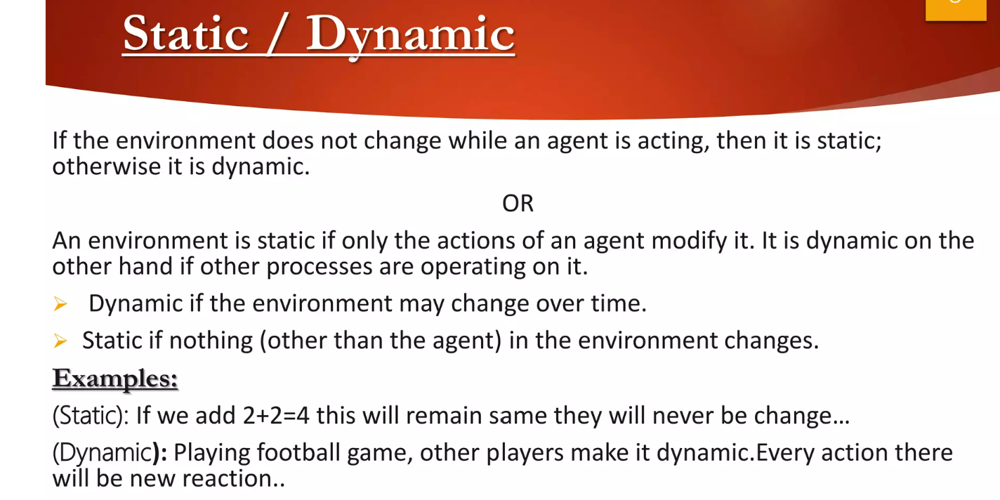 Static / Dynamic
If the environment does not change while an agent is acting, then it is static;
otherwise it is dynamic.
OR
An environment is static if only the actions of an agent modify it. It is dynamic on the
other hand if other processes are operating on it.
➢ Dynamic if the environment may change over time.
➢ Static if nothing (other than the agent) in the environment changes.
Examples:
(Static): If we add 2+2=4 this will remain same they will never be change...
(Dynamic): Playing football game, other players make it dynamic.Every action there
will be new reaction..